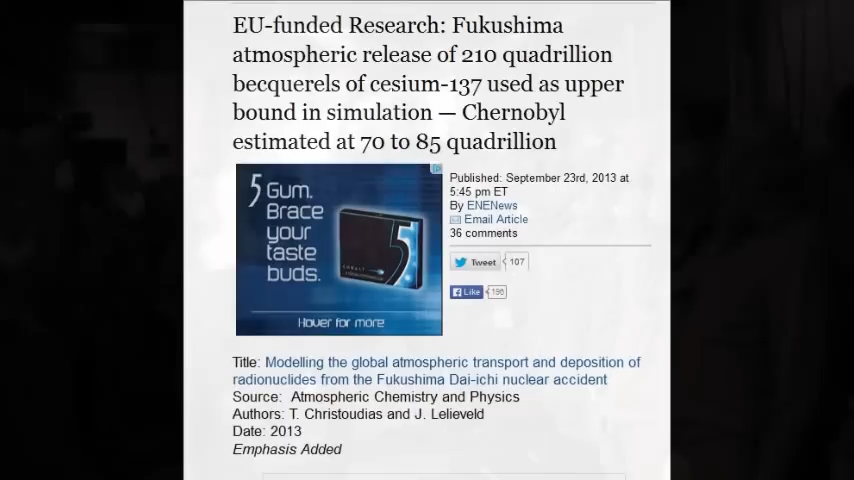 EU-funded Research: Fukushima
atmospheric release of 210 quadrillion
becquerels of cesium-137 used as upper
bound in simulation — Chernobyl
estimated at 70 to 85 quadrillion
5 Gum.
Brace
your
taste
buds.
5
COBALT
Hover for more
Published: September 23rd, 2013 at
5:45 pm ET
By ENENews
Email Article
36 comments
Tweet 107
Like 196
Title: Modelling the global atmospheric transport and deposition of
radionuclides from the Fukushima Dai-ichi nuclear accident
Source: Atmospheric Chemistry and Physics
Authors: T. Christoudias and J. Lelieveld
Date: 2013
Emphasis Added